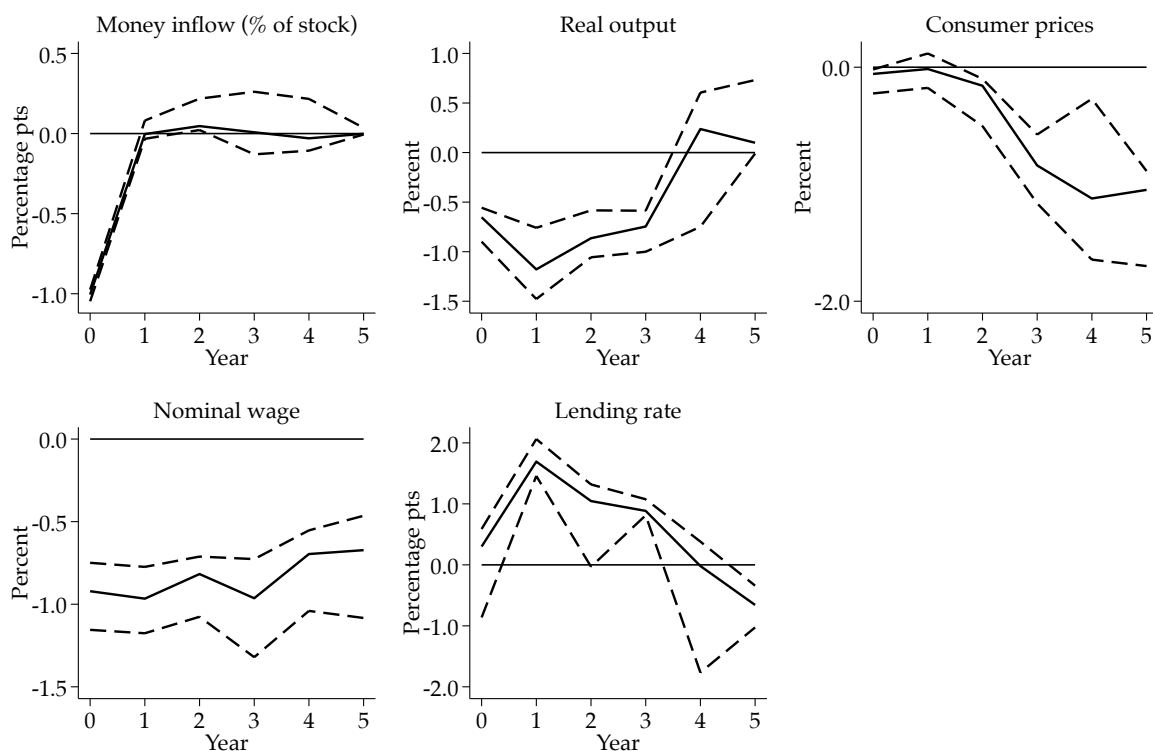 Money inflow (% of stock)
Percentage pts
0.5
0.0
-0.5
-1.0
0 1 2 3 4 5
Year
Real output
Percent
1.0
0.5
0.0
-0.5
-1.0
-1.5
0 1 2 3 4 5
Year
Consumer prices
Percent
0.0
-2.0
0 1 2 3 4 5
Year
Nominal wage
Percent
0.0
-0.5
-1.0
-1.5
0 1 2 3 4 5
Year
Lending rate
Percentage pts
2.0
1.0
0.0
-1.0
-2.0
0 1 2 3 4 5
Year